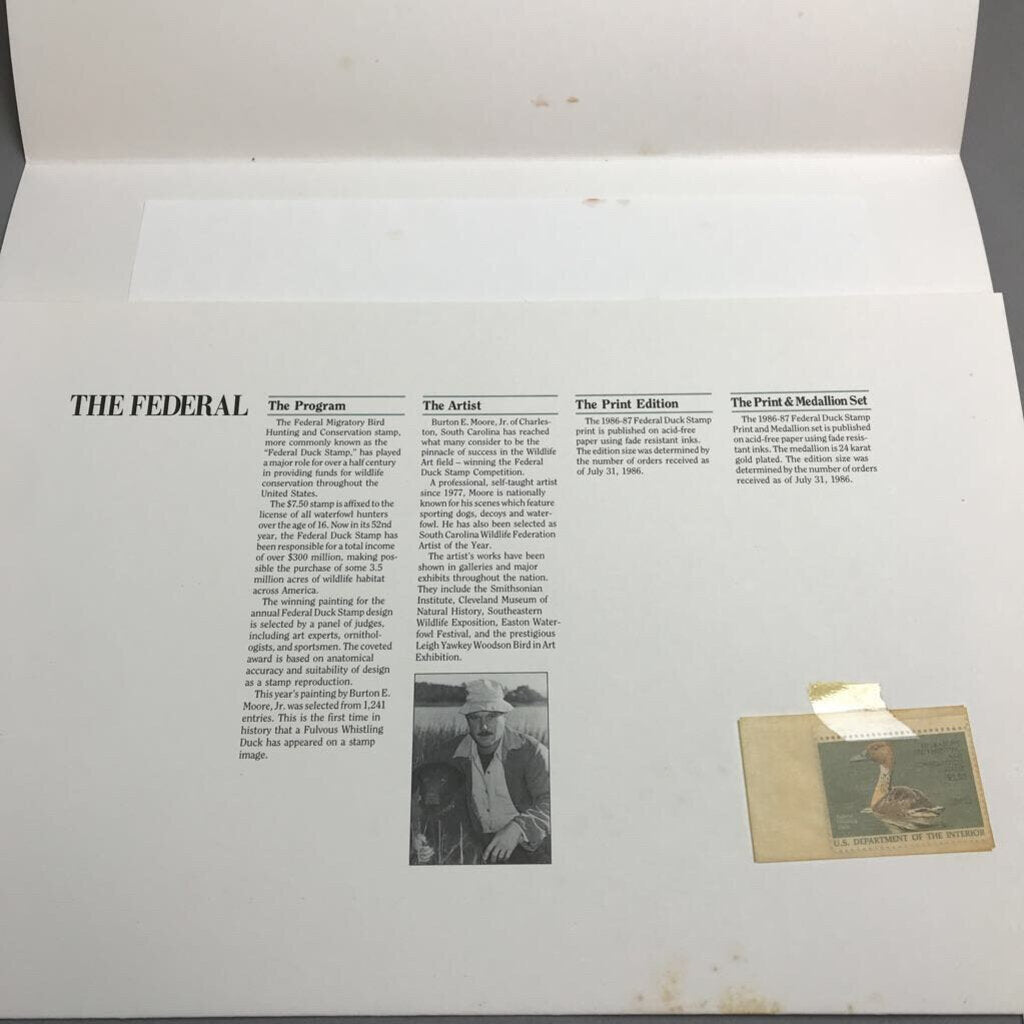 THE FEDERAL
The Program
The Federal Migratory Bird
Hunting and Conservation stamp,
more commonly known as the
"Federal Duck Stamp," has played
a major role for over a half century
in providing funds for wildlife
conservation throughout the
United States.
The $7.50 stamp is affixed to the
license of all waterfowl hunters
over the age of 16. Now in its 52nd
year, the Federal Duck Stamp has
been responsible for a total income
of over $300 million, making pos-
sible the purchase of some 3.5
million acres of wildlife habitat
across America.
The winning painting for the
annual Federal Duck Stamp design
is selected by a panel of judges,
including art experts, ornithol-
ogists, and sportsmen. The coveted
award is based on anatomical
accuracy and suitability of design
as a stamp reproduction.
This year's painting by Burton E.
Moore, Jr. was selected from 1,241
entries. This is the first time in
history that a Fulvous Whistling
Duck has appeared on a stamp
image.
The Artist
Burton E. Moore, Jr. of Charles-
ton, South Carolina has reached
what many consider to be the
pinnacle of success in the Wildlife
Art field – winning the Federal
Duck Stamp Competition.
A professional, self-taught artist
since 1977, Moore is nationally
known for his scenes which feature
sporting dogs, decoys and water-
fowl. He has also been selected as
South Carolina Wildlife Federation
Artist of the Year.
The artist's works have been
shown in galleries and major
exhibits throughout the nation.
They include the Smithsonian
Institute, Cleveland Museum of
Natural History, Southeastern
Wildlife Exposition, Easton Water-
fowl Festival, and the prestigious
Leigh Yawkey Woodson Bird in Art
Exhibition.
The Print Edition
The 1986-87 Federal Duck Stamp
print is published on acid-free
paper using fade resistant inks.
The edition size was determined by
the number of orders received as
of July 31, 1986.
The Print & Medallion Set
The 1986-87 Federal Duck Stamp
Print and Medallion set is published
on acid-free paper using fade resis-
tant inks. The medallion is 24 karat
gold plated. The edition size was
determined by the number of orders
received as of July 31, 1986.
U.S. DEPARTMENT OF THE INTERIOR